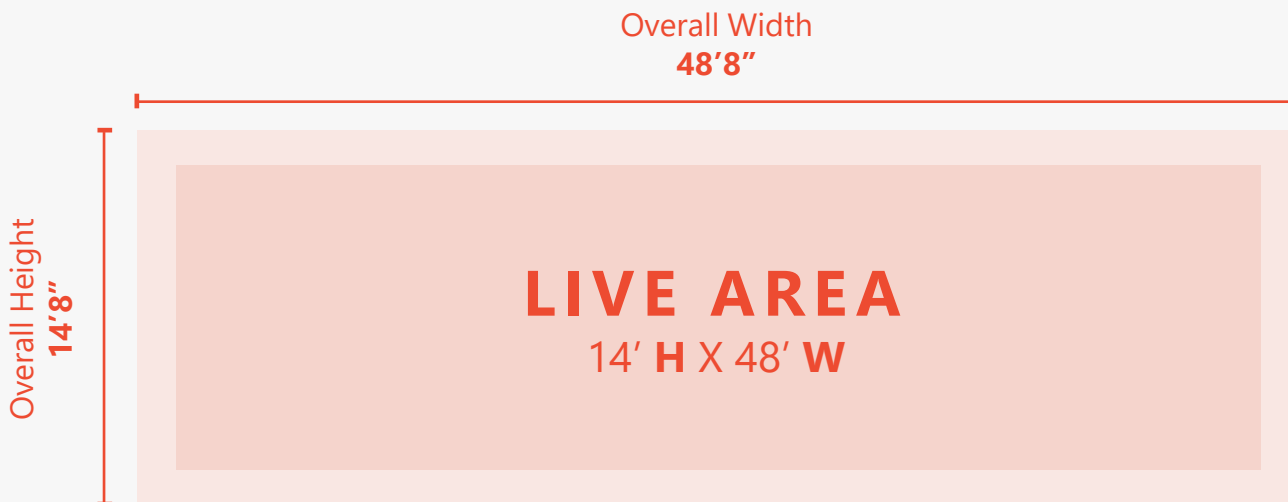 Overall Width
48’8”
Overall Height
14’8”
LIVE AREA
14’ H X 48’ W